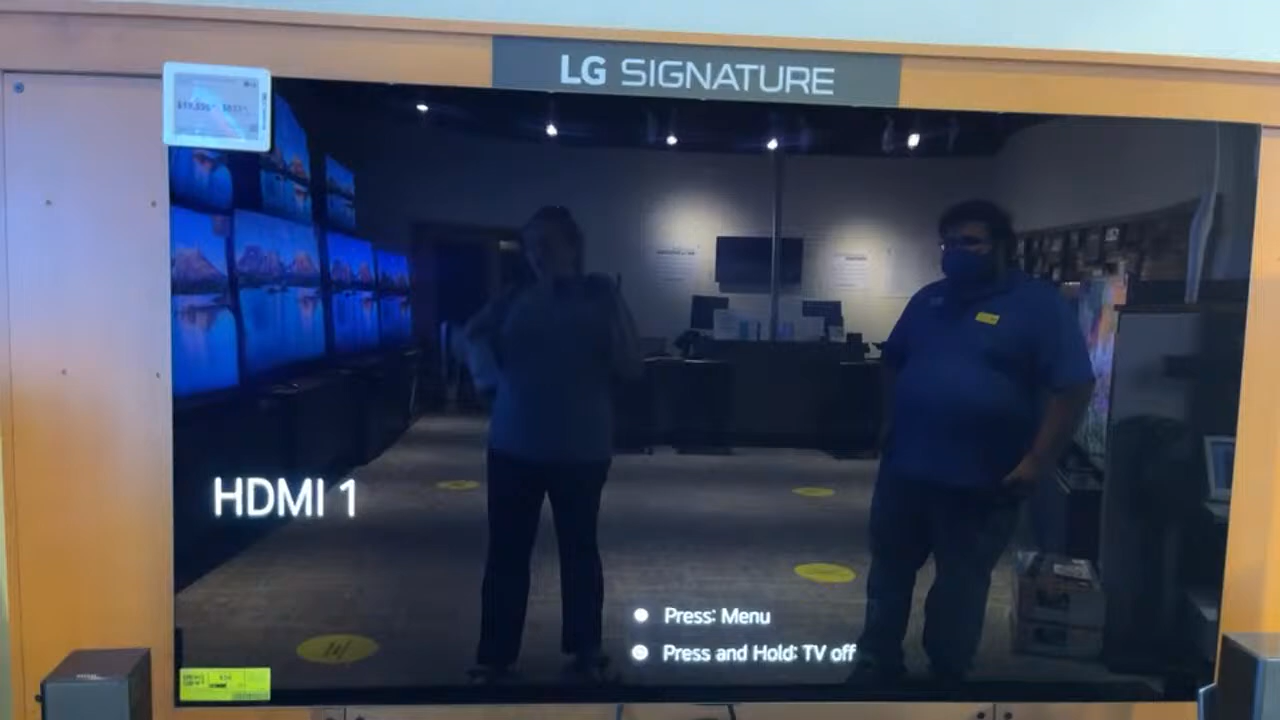 LG SIGNATURE
HDMI 1
Press: Menu
Press and Hold: TV off